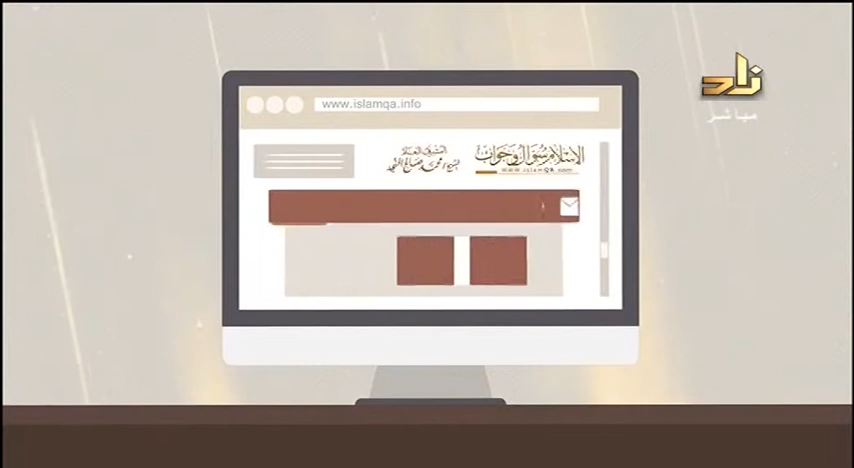 زاد
مباشر
www.islamqa.info
الإسلام سؤال وجواب
www.islamQA.com
المشرف العام
الشيخ محمد صالح المنجد